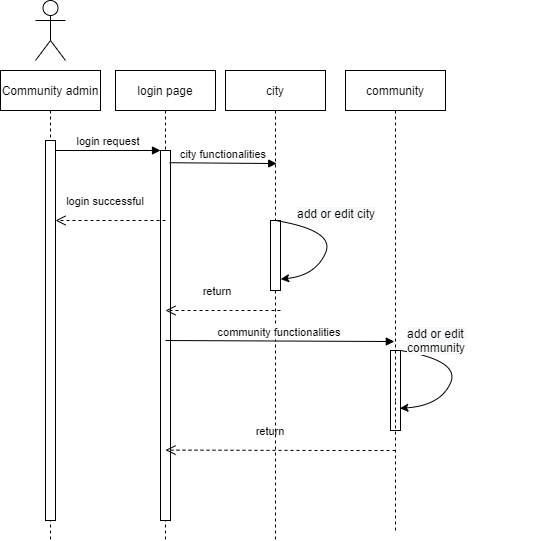 Community admin
login page
city
community
login request
city functionalities
login successful
add or edit city
return
community functionalities
add or edit
community
return